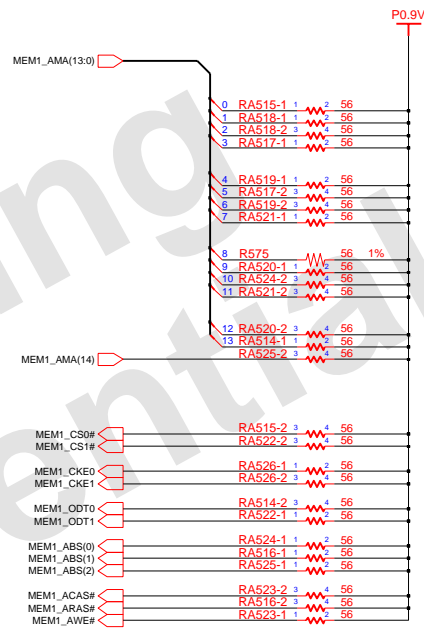 P0.9V
MEM1_AMA(13:0)
0 RA515-1 1 2 56
1 RA518-1 1 2 56
2 RA518-2 3 4 56
3 RA517-1 1 2 56
4 RA519-1 1 2 56
5 RA517-2 3 4 56
6 RA519-2 3 4 56
7 RA521-1 1 2 56
8 R575 56 1%
9 RA520-1 1 2 56
10 RA524-2 3 4 56
11 RA521-2 3 4 56
12 RA520-2 3 4 56
13 RA514-1 1 2 56
MEM1_AMA(14) RA525-2 3 4 56
MEM1_CS0# RA515-2 3 4 56
MEM1_CS1# RA522-2 3 4 56
MEM1_CKE0 RA526-1 1 2 56
MEM1_CKE1 RA526-2 3 4 56
MEM1_ODT0 RA514-2 3 4 56
MEM1_ODT1 RA522-1 1 2 56
MEM1_ABS(0) RA524-1 1 2 56
MEM1_ABS(1) RA516-1 1 2 56
MEM1_ABS(2) RA525-1 1 2 56
MEM1_ACAS# RA523-2 3 4 56
MEM1_ARAS# RA516-2 3 4 56
MEM1_AWE# RA523-1 1 2 56